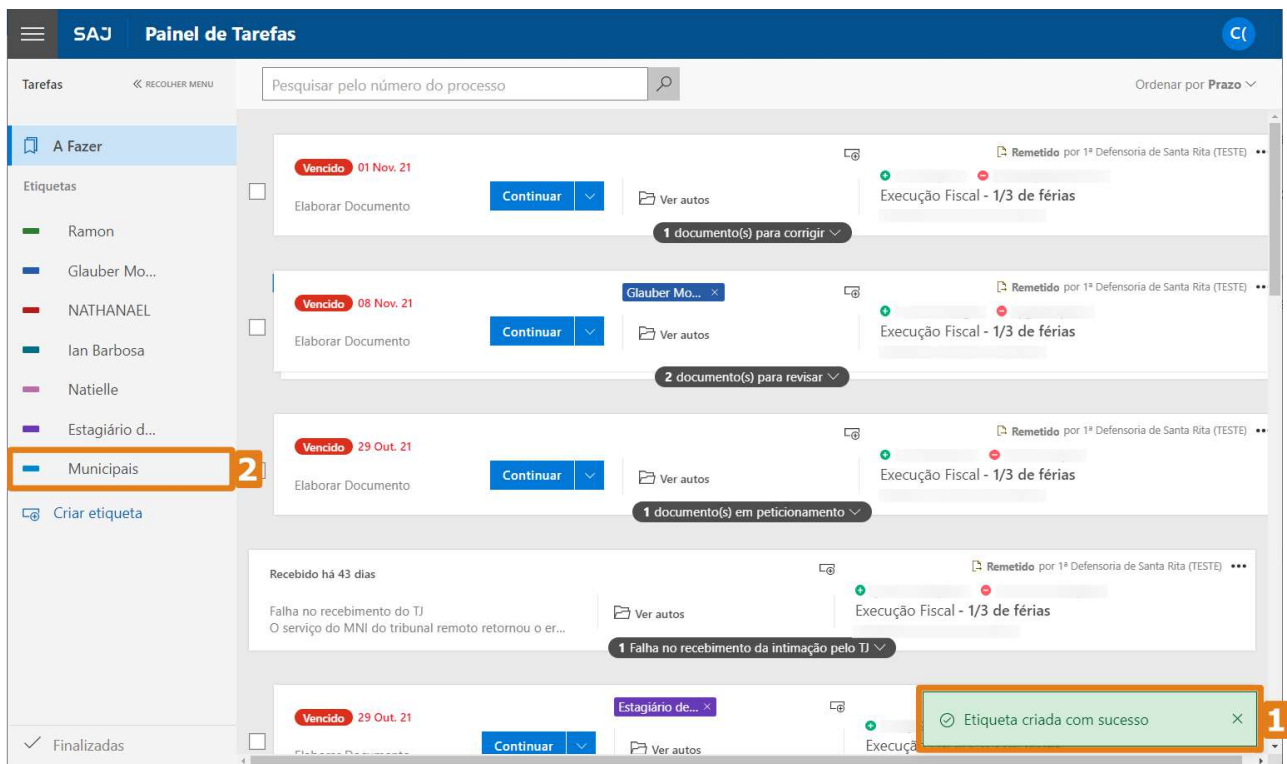 SAJ Painel de Tarefas C(
Tarefas RECOLHER MENU
Pesquisar pelo número do processo
Ordenar por Prazo
A Fazer
Etiquetas
Ramon
Glauber Mo...
NATHANAEL
Ian Barbosa
Natielle
Estagiário d...
Municipais
2
Criar etiqueta
Finalizadas
Vencido 01 Nov. 21
Remetido por 1ª Defensoria de Santa Rita (TESTE)
Elaborar Documento
Continuar
Ver autos
Execução Fiscal - 1/3 de férias
1 documento(s) para corrigir
Glauber Mo... ×
Vencido 08 Nov. 21
Remetido por 1ª Defensoria de Santa Rita (TESTE)
Elaborar Documento
Continuar
Ver autos
Execução Fiscal - 1/3 de férias
2 documento(s) para revisar
Vencido 29 Out. 21
Remetido por 1ª Defensoria de Santa Rita (TESTE)
Elaborar Documento
Continuar
Ver autos
Execução Fiscal - 1/3 de férias
1 documento(s) em peticionamento
Recebido há 43 dias
Remetido por 1ª Defensoria de Santa Rita (TESTE)
Falha no recebimento do TJ
O serviço do MNI do tribunal remoto retornou o er...
Ver autos
Execução Fiscal - 1/3 de férias
1 Falha no recebimento da intimação pelo TJ
Estagiário de... ×
Vencido 29 Out. 21
Continuar
Ver autos
Execuçã
Etiqueta criada com sucesso ×
1